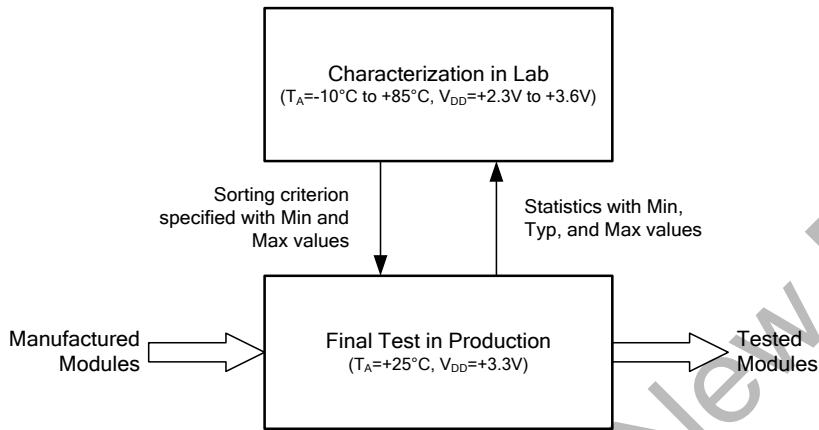 Characterization in Lab
(TA=-10°C to +85°C, VDD=+2.3V to +3.6V)
Sorting criterion
specified with Min and
Max values
Statistics with Min,
Typ, and Max values
Manufactured
Modules
Final Test in Production
(TA=+25°C, VDD=+3.3V)
Tested
Modules
New